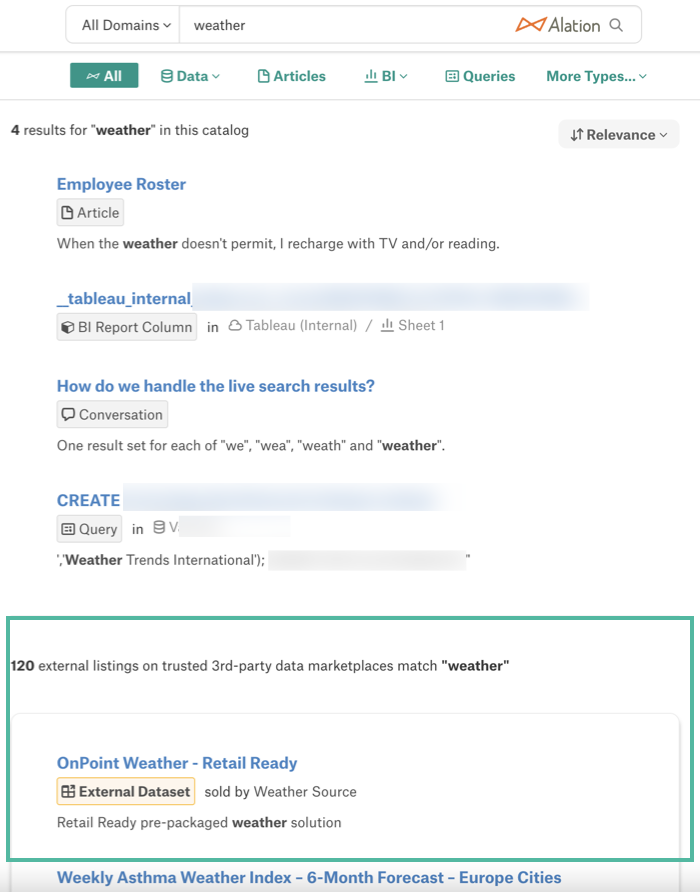 All Domains weather Alation
All Data Articles BI Queries More Types...
4 results for "weather" in this catalog
Relevance
Employee Roster
Article
When the weather doesn't permit, I recharge with TV and/or reading.
__tableau_internal_
BI Report Column in Tableau (Internal) / Sheet 1
How do we handle the live search results?
Conversation
One result set for each of "we", "wea", "weath" and "weather".
CREATE
Query in
','Weather Trends International'); "
120 external listings on trusted 3rd-party data marketplaces match "weather"
OnPoint Weather - Retail Ready
External Dataset sold by Weather Source
Retail Ready pre-packaged weather solution
Weekly Asthma Weather Index – 6-Month Forecast – Europe Cities